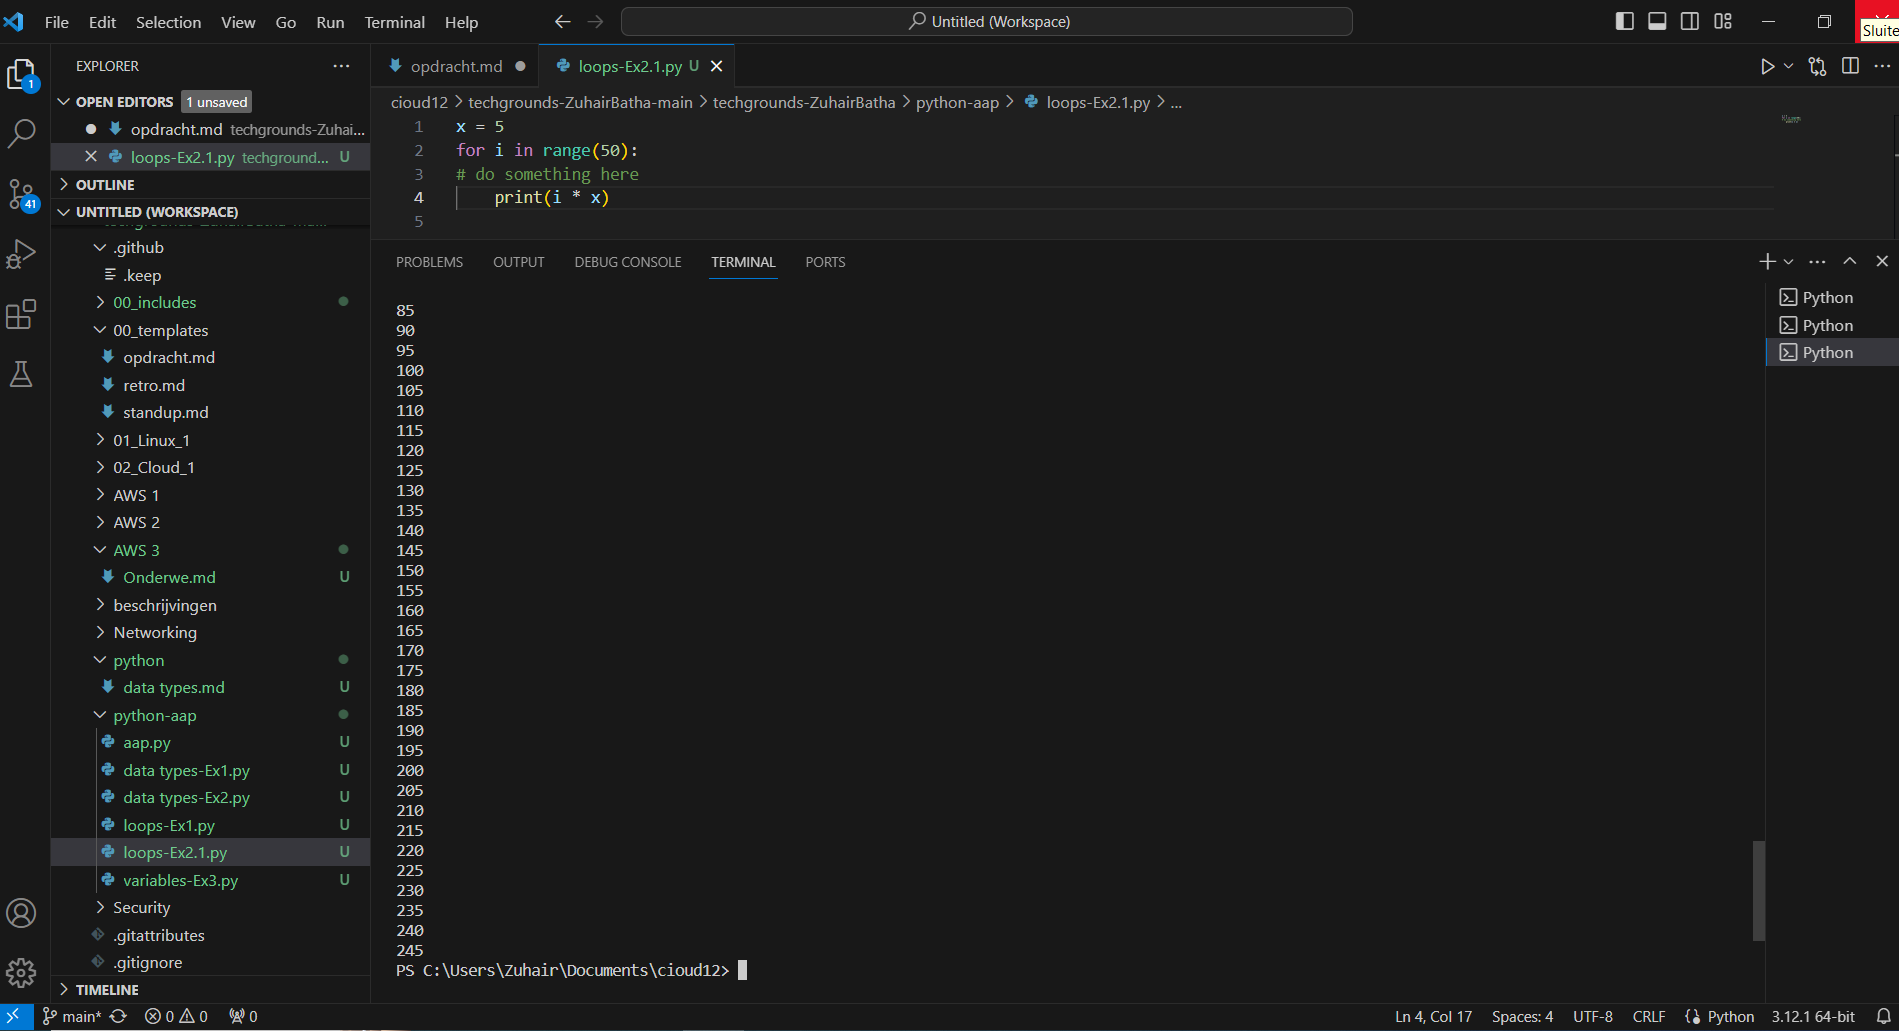 File Edit Selection View Go Run Terminal Help Untitled (Workspace) Sluite
EXPLORER
OPEN EDITORS 1 unsaved
opdracht.md techgrounds-Zuhai...
loops-Ex2.1.py techground... U
OUTLINE
UNTITLED (WORKSPACE)
.github
.keep
00_includes
00_templates
opdracht.md
retro.md
standup.md
01_Linux_1
02_Cloud_1
AWS 1
AWS 2
AWS 3
Onderwe.md U
beschrijvingen
Networking
python
data types.md U
python-aap
aap.py U
data types-Ex1.py U
data types-Ex2.py U
loops-Ex1.py U
loops-Ex2.1.py U
variables-Ex3.py U
Security
.gitattributes
.gitignore
TIMELINE
1
41
opdracht.md loops-Ex2.1.py U
cioud12 > techgrounds-ZuhairBatha-main > techgrounds-ZuhairBatha > python-aap > loops-Ex2.1.py > ...
1 x = 5
2 for i in range(50):
3 # do something here
4 print(i * x)
5
PROBLEMS OUTPUT DEBUG CONSOLE TERMINAL PORTS
85
90
95
100
105
110
115
120
125
130
135
140
145
150
155
160
165
170
175
180
185
190
195
200
205
210
215
220
225
230
235
240
245
PS C:\Users\Zuhair\Documents\cioud12>
Python
Python
Python
main* 0 0 0 Ln 4, Col 17 Spaces: 4 UTF-8 CRLF Python 3.12.1 64-bit